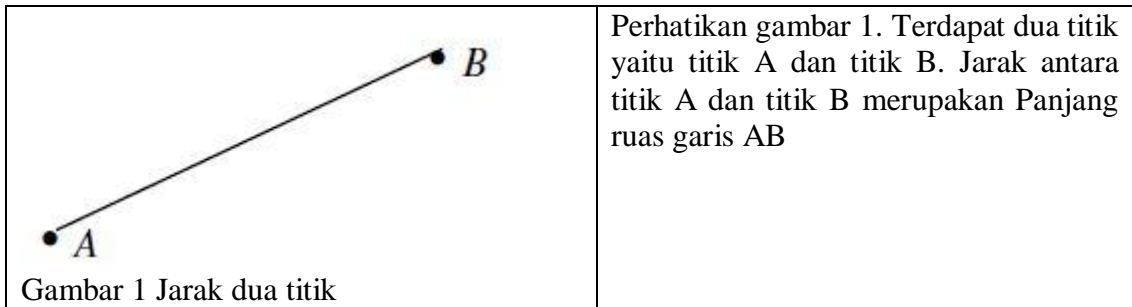 B
A
Gambar 1 Jarak dua titik
Perhatikan gambar 1. Terdapat dua titik
yaitu titik A dan titik B. Jarak antara
titik A dan titik B merupakan Panjang
ruas garis AB